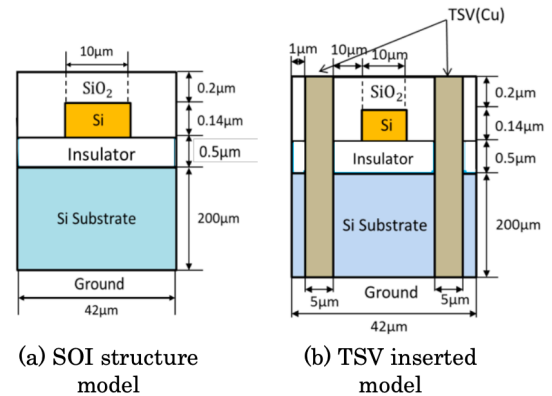 TSV(Cu)
10μm
SiO2
0.2μm
Si
0.14μm
Insulator
0.5μm
Si Substrate
200μm
Ground
42μm
(a) SOI structure
model
1μm
10μm
10μm
SiO2
0.2μm
Si
0.14μm
Insulator
0.5μm
Si Substrate
200μm
5μm
Ground
5μm
42μm
(b) TSV inserted
model